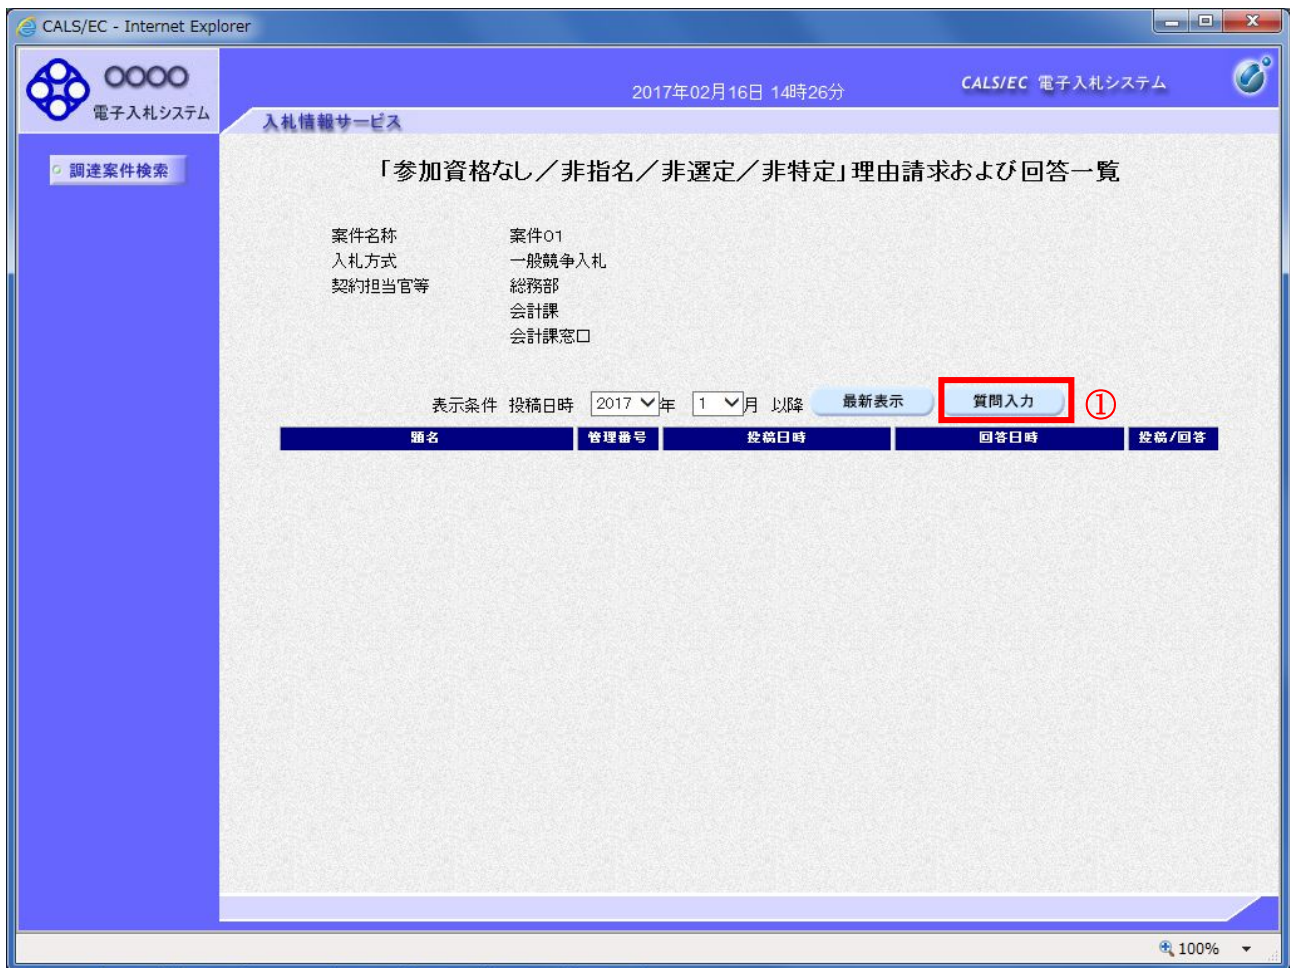 CALS/EC - Internet Explorer
OOOO
電子入札システム
2017年02月16日 14時26分
CALS/EC 電子入札システム
入札情報サービス
調達案件検索
「参加資格なし／非指名／非選定／非特定」理由請求および回答一覧
案件名称 案件01
入札方式 一般競争入札
契約担当官等 総務部
会計課
会計課窓口
表示条件 投稿日時 2017 年 1 月 以降 最新表示 質問入力 ①
題名 管理番号 投稿日時 回答日時 投稿/回答
100%